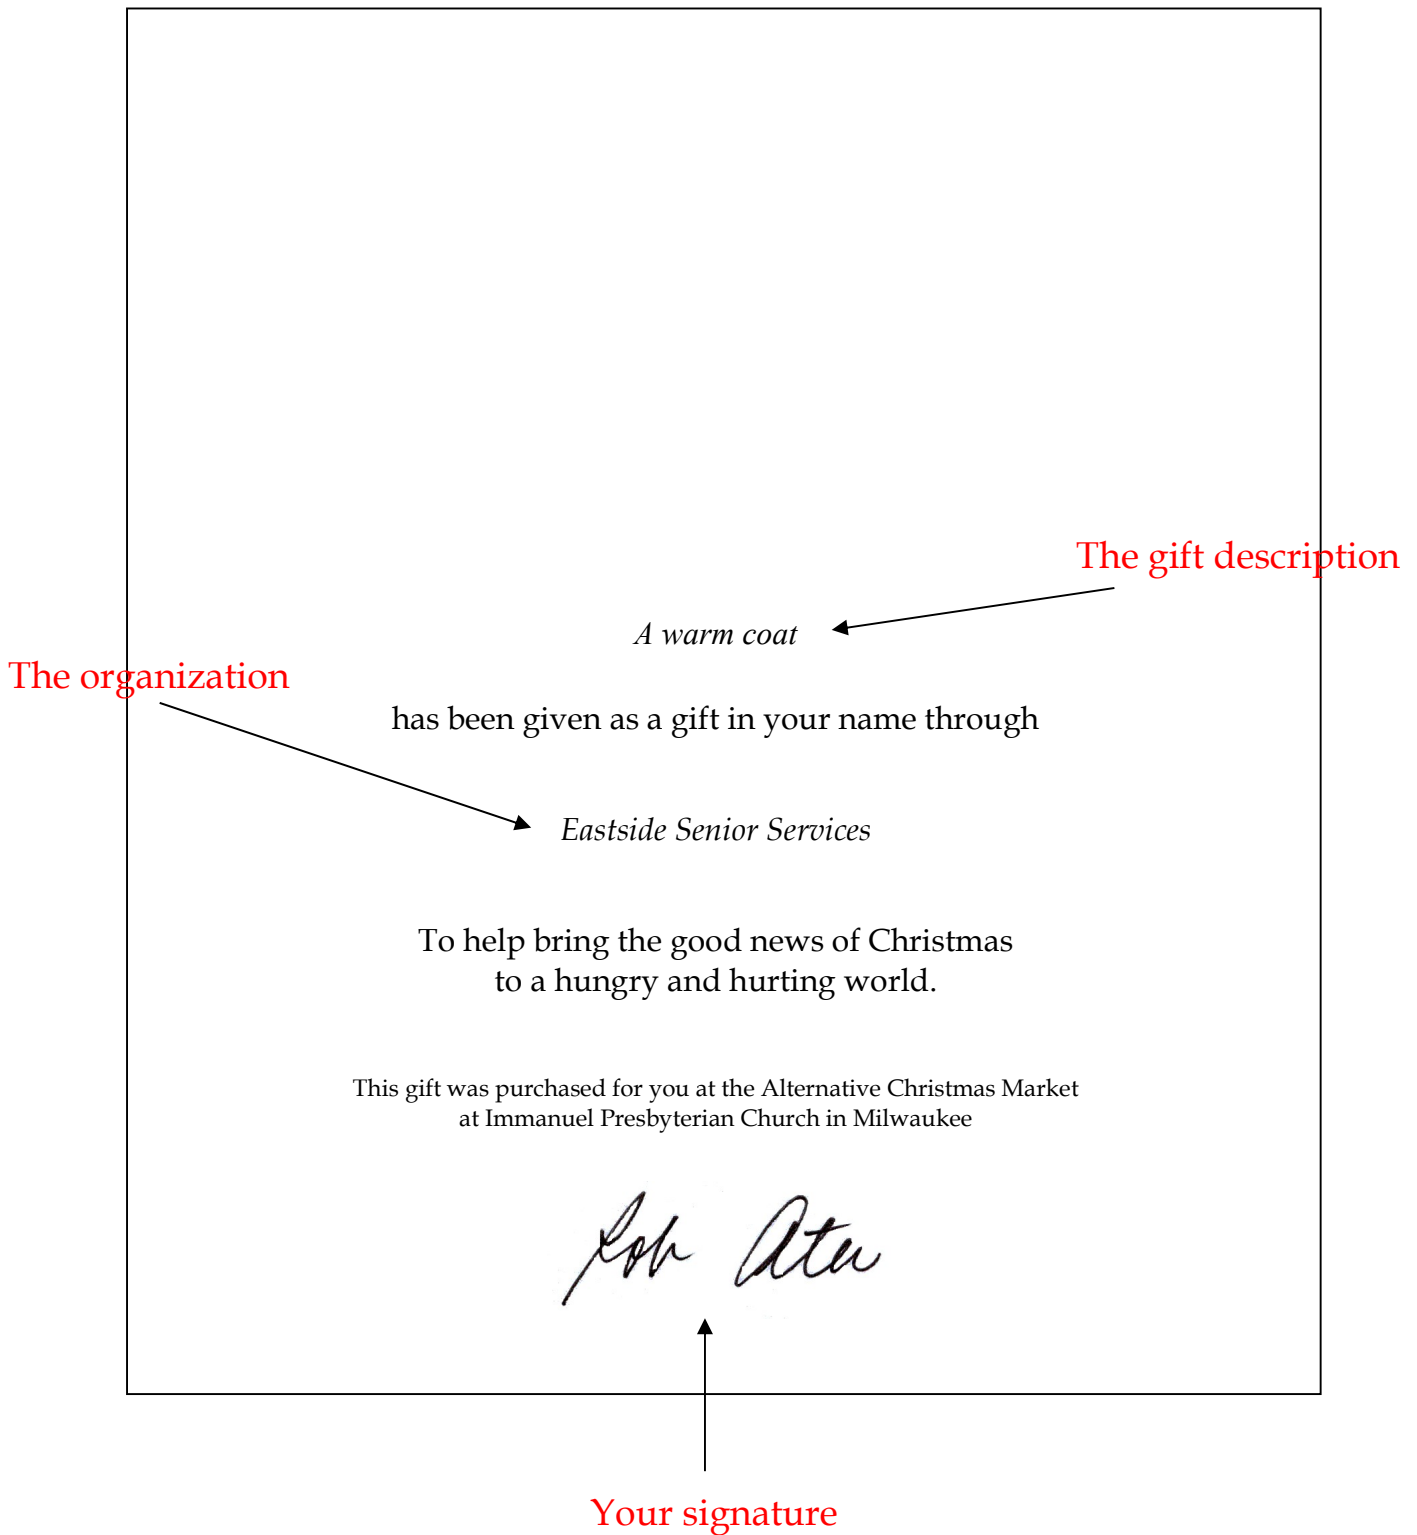 The gift description
A warm coat
The organization
has been given as a gift in your name through
Eastside Senior Services
To help bring the good news of Christmas
to a hungry and hurting world.
This gift was purchased for you at the Alternative Christmas Market
at Immanuel Presbyterian Church in Milwaukee
Rob Ater
Your signature